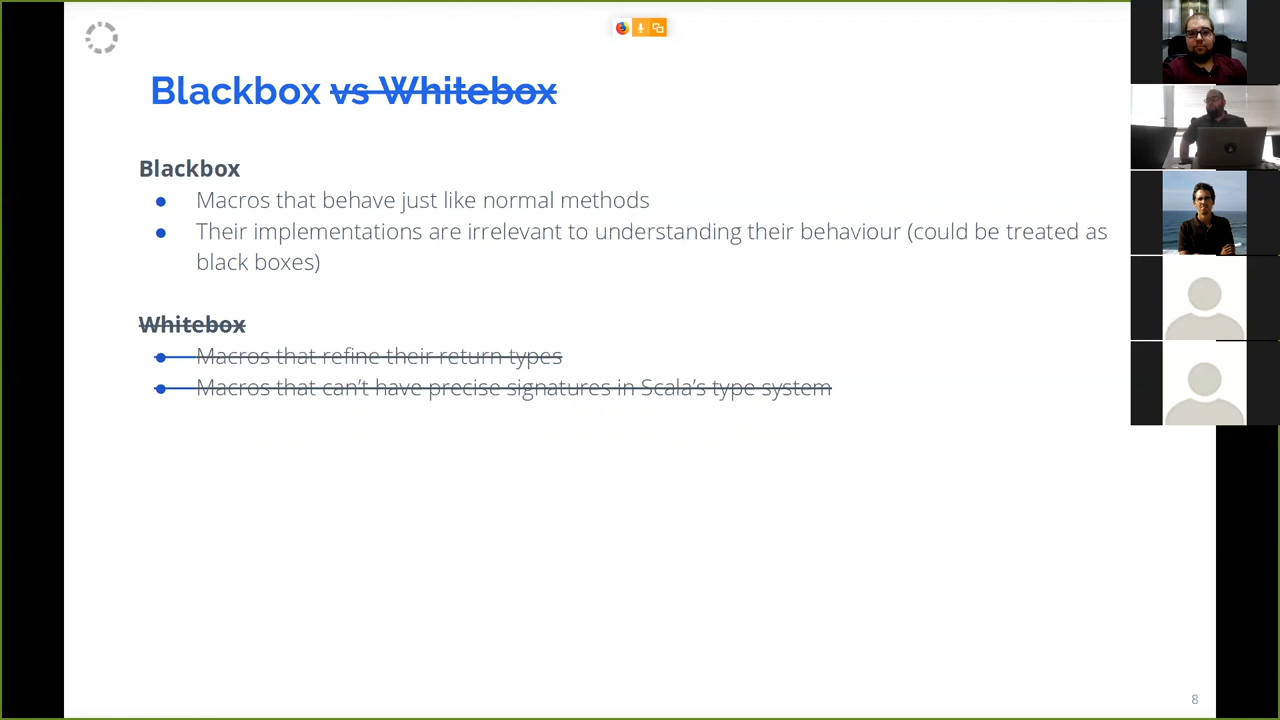 Blackbox vs Whitebox
Blackbox
● Macros that behave just like normal methods
● Their implementations are irrelevant to understanding their behaviour (could be treated as
black boxes)
Whitebox
● Macros that refine their return types
● Macros that can't have precise signatures in Scala's type system
8